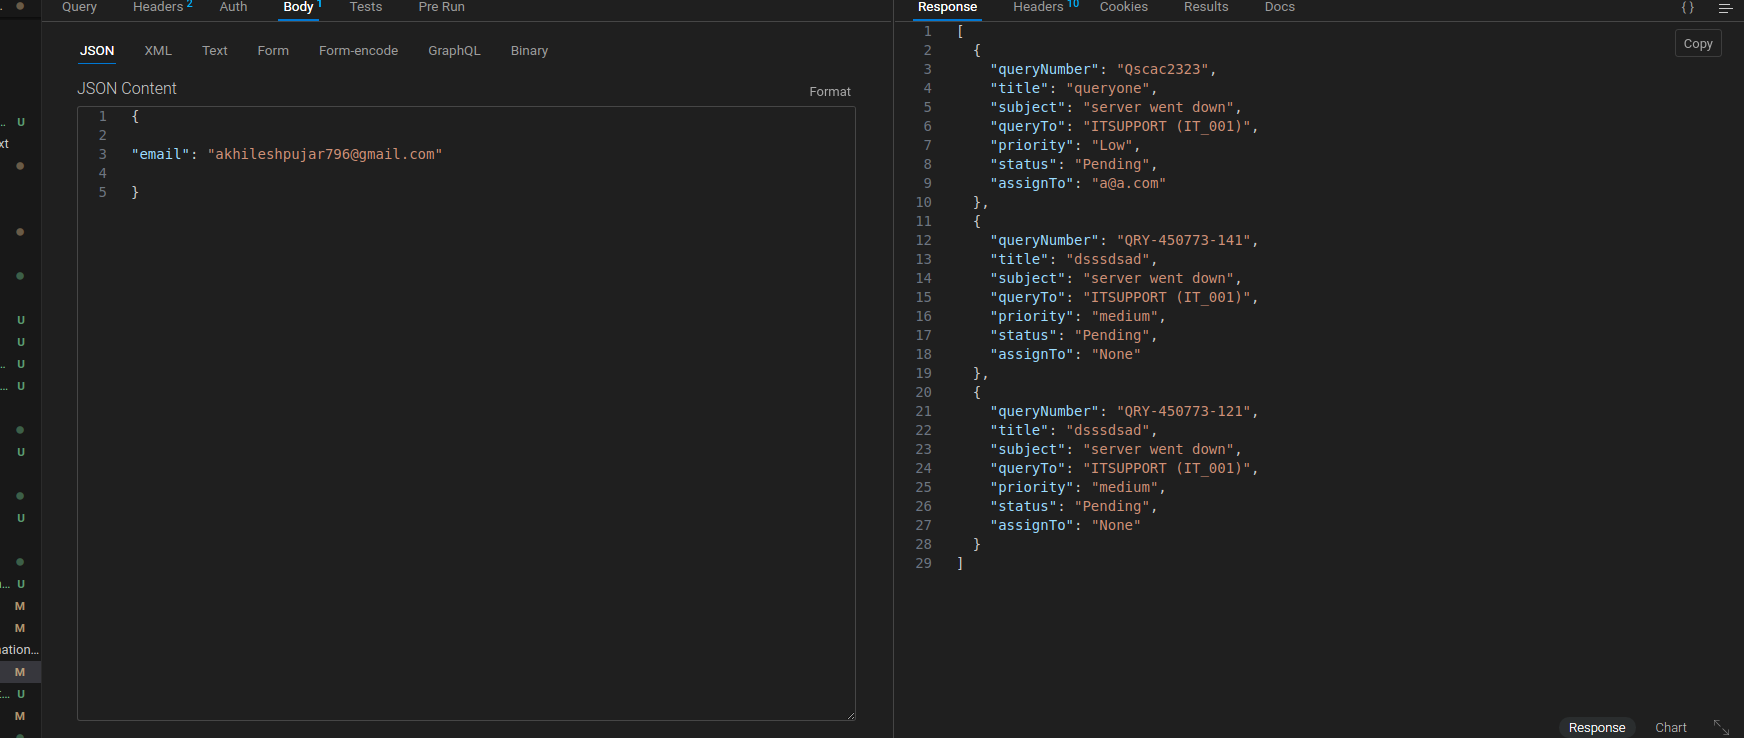 Query Headers 2 Auth Body 1 Tests Pre Run
JSON XML Text Form Form-encode GraphQL Binary
JSON Content
Format
1 {
2
3 "email": "akhileshpujar796@gmail.com"
4
5 }
Response Headers 10 Cookies Results Docs {}
Copy
1 [
2 {
3 "queryNumber": "Qscac2323",
4 "title": "queryone",
5 "subject": "server went down",
6 "queryTo": "ITSUPPORT (IT_001)",
7 "priority": "Low",
8 "status": "Pending",
9 "assignTo": "a@a.com"
10 },
11 {
12 "queryNumber": "QRY-450773-141",
13 "title": "dsssdsad",
14 "subject": "server went down",
15 "queryTo": "ITSUPPORT (IT_001)",
16 "priority": "medium",
17 "status": "Pending",
18 "assignTo": "None"
19 },
20 {
21 "queryNumber": "QRY-450773-121",
22 "title": "dsssdsad",
23 "subject": "server went down",
24 "queryTo": "ITSUPPORT (IT_001)",
25 "priority": "medium",
26 "status": "Pending",
27 "assignTo": "None"
28 }
29 ]
Response Chart
... U
xt
U
U
... U
... U
U
U
... U
M
M
ation...
M
... U
M